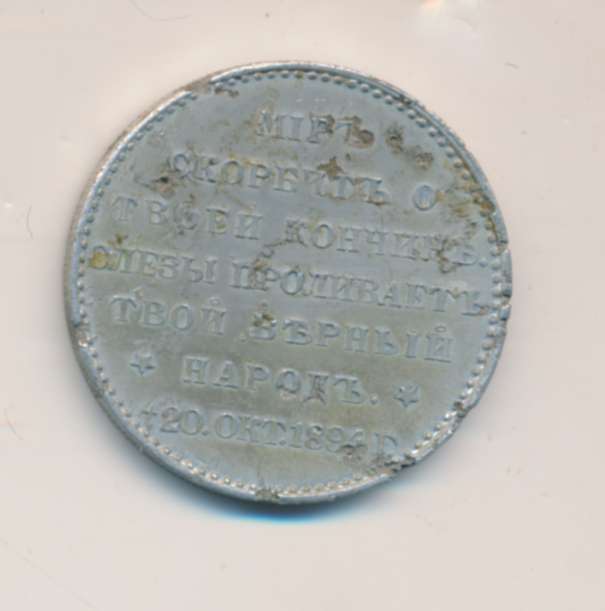 МІРЪ
СКОРБИТЪ О
ТВОЕЙ КОНЧИНѢ.
СЛЕЗЫ ПРОЛИВАЕТЪ
ТВОЙ ВѢРНЫЙ
НАРОДЪ.
†20.ОКТ.1894 Г.